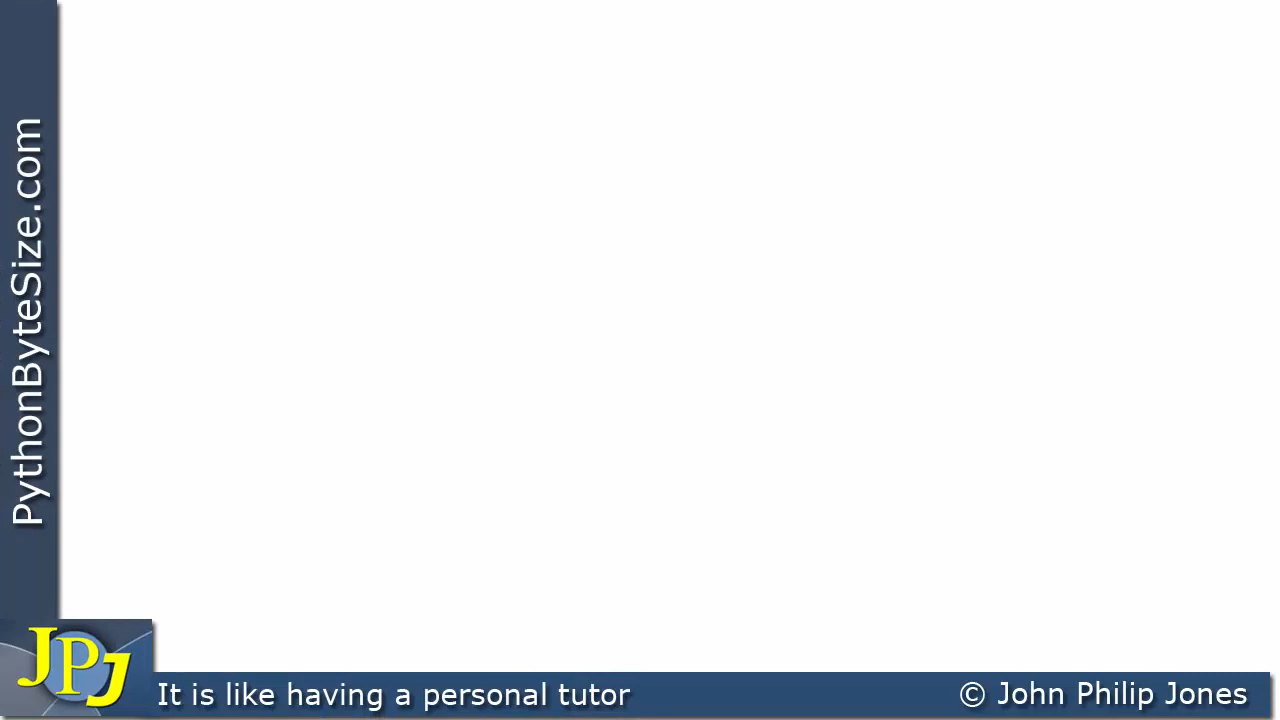 PythonByteSize.com
JPJ
It is like having a personal tutor
© John Philip Jones